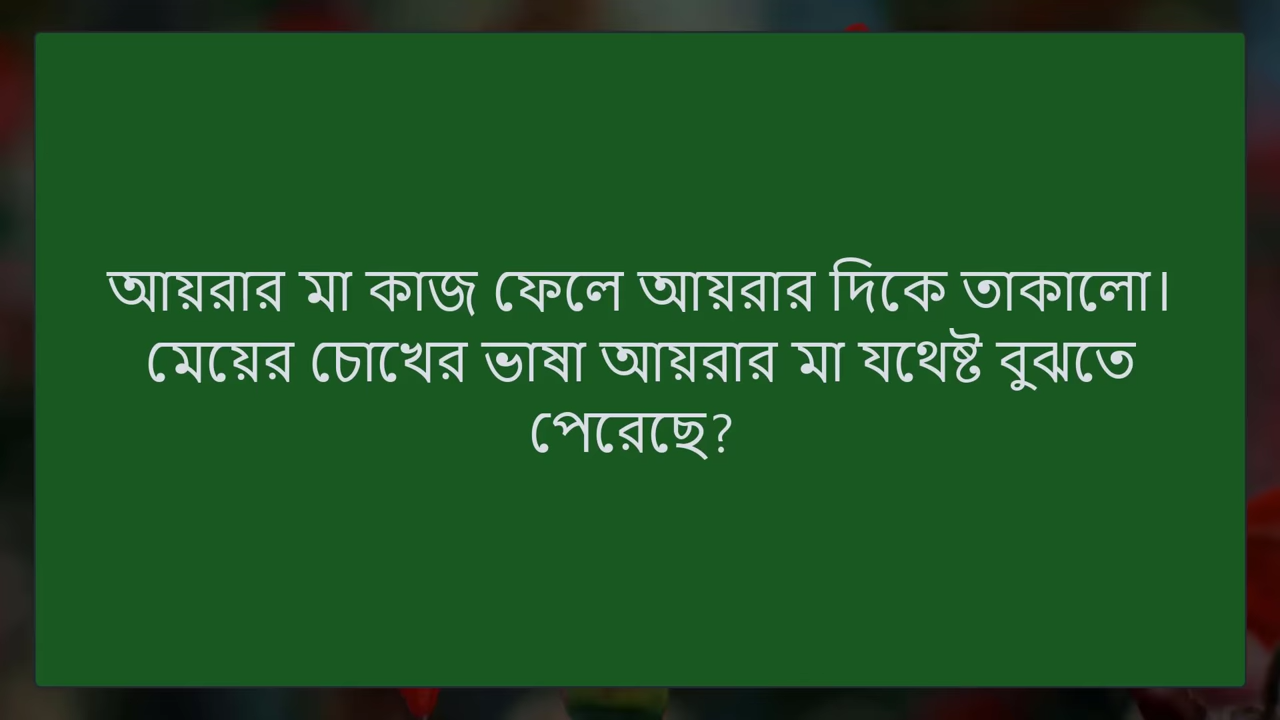 আয়রার মা কাজ ফেলে আয়রার দিকে তাকালো।
মেয়ের চোখের ভাষা আয়রার মা যথেষ্ট বুঝতে
পেরেছে?